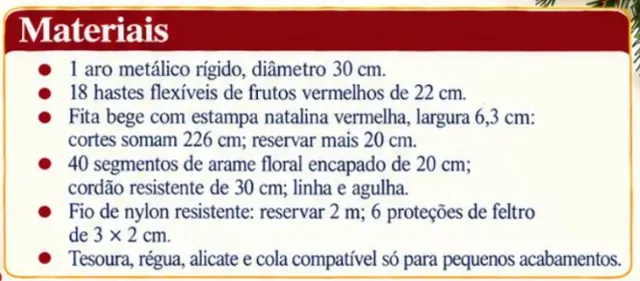 Materiais
• 1 aro metálico rígido, diâmetro 30 cm.
• 18 hastes flexíveis de frutos vermelhos de 22 cm.
• Fita bege com estampa natalina vermelha, largura 6,3 cm:
cortes somam 226 cm; reservar mais 20 cm.
• 40 segmentos de arame floral encapado de 20 cm;
cordão resistente de 30 cm; linha e agulha.
• Fio de nylon resistente: reservar 2 m; 6 proteções de feltro
de 3 × 2 cm.
• Tesoura, régua, alicate e cola compatível só para pequenos acabamentos.